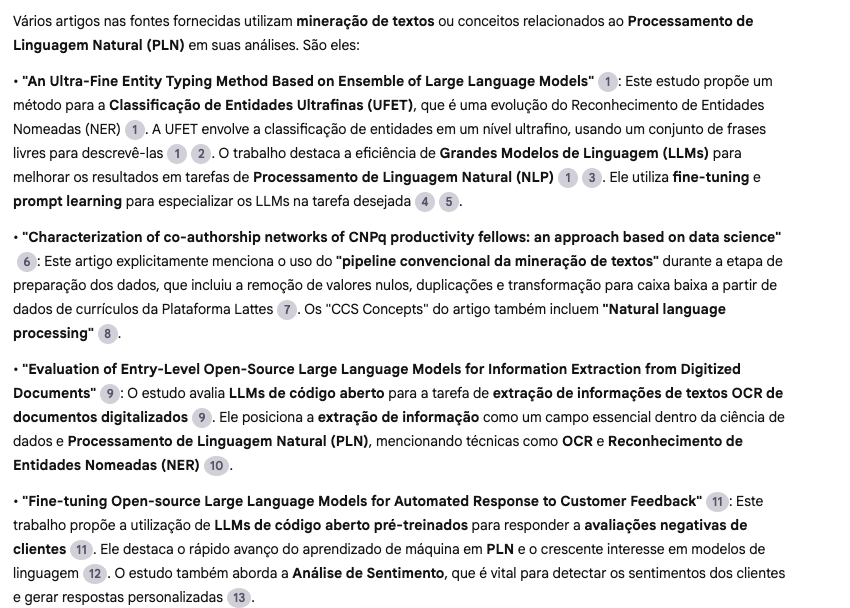 Vários artigos nas fontes fornecidas utilizam mineração de textos ou conceitos relacionados ao Processamento de
Linguagem Natural (PLN) em suas análises. São eles:
• "An Ultra-Fine Entity Typing Method Based on Ensemble of Large Language Models" 1 : Este estudo propõe um
método para a Classificação de Entidades Ultrafinas (UFET), que é uma evolução do Reconhecimento de Entidades
Nomeadas (NER) 1 . A UFET envolve a classificação de entidades em um nível ultrafino, usando um conjunto de frases
livres para descrevê-las 1 2 . O trabalho destaca a eficiência de Grandes Modelos de Linguagem (LLMs) para
melhorar os resultados em tarefas de Processamento de Linguagem Natural (NLP) 1 3 . Ele utiliza fine-tuning e
prompt learning para especializar os LLMs na tarefa desejada 4 5 .
• "Characterization of co-authorship networks of CNPq productivity fellows: an approach based on data science"
6 : Este artigo explicitamente menciona o uso do "pipeline convencional da mineração de textos" durante a etapa de
preparação dos dados, que incluiu a remoção de valores nulos, duplicações e transformação para caixa baixa a partir de
dados de currículos da Plataforma Lattes 7 . Os "CCS Concepts" do artigo também incluem "Natural language
processing" 8 .
• "Evaluation of Entry-Level Open-Source Large Language Models for Information Extraction from Digitized
Documents" 9 : O estudo avalia LLMs de código aberto para a tarefa de extração de informações de textos OCR de
documentos digitalizados 9 . Ele posiciona a extração de informação como um campo essencial dentro da ciência de
dados e Processamento de Linguagem Natural (PLN), mencionando técnicas como OCR e Reconhecimento de
Entidades Nomeadas (NER) 10 .
• "Fine-tuning Open-source Large Language Models for Automated Response to Customer Feedback" 11 : Este
trabalho propõe a utilização de LLMs de código aberto pré-treinados para responder a avaliações negativas de
clientes 11 . Ele destaca o rápido avanço do aprendizado de máquina em PLN e o crescente interesse em modelos de
linguagem 12 . O estudo também aborda a Análise de Sentimento, que é vital para detectar os sentimentos dos clientes
e gerar respostas personalizadas 13 .